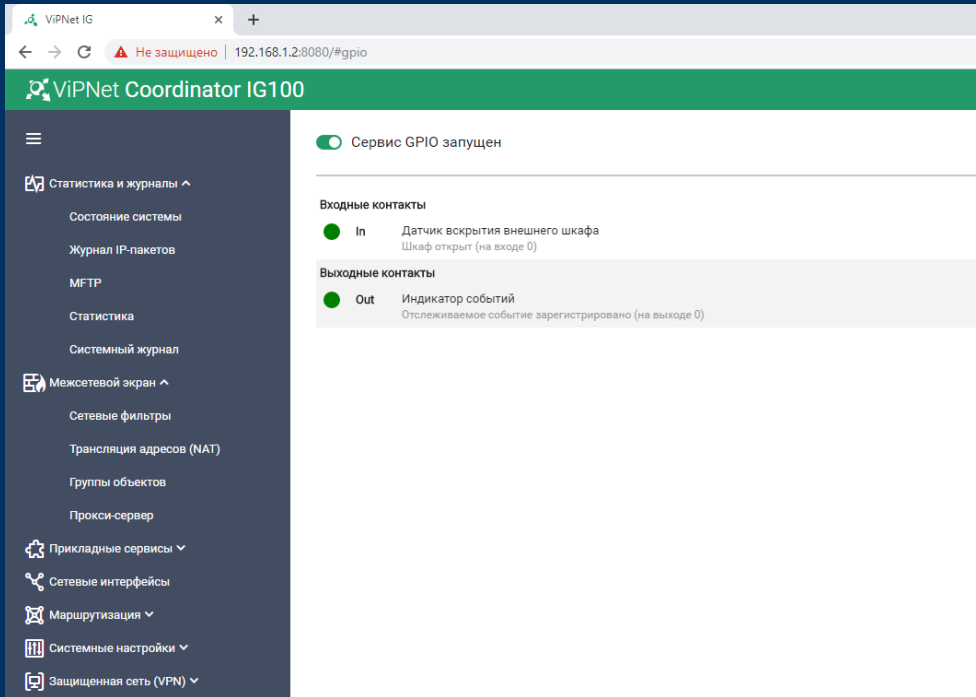 ViPNet IG
Не защищено 192.168.1.2:8080/#gpio
ViPNet Coordinator IG100
Сервис GPIO запущен
Статистика и журналы
Состояние системы
Журнал IP-пакетов
MFTP
Статистика
Системный журнал
Межсетевой экран
Сетевые фильтры
Трансляция адресов (NAT)
Группы объектов
Прокси-сервер
Прикладные сервисы
Сетевые интерфейсы
Маршрутизация
Системные настройки
Защищенная сеть (VPN)
Входные контакты
In Датчик вскрытия внешнего шкафа
Шкаф открыт (на входе 0)
Выходные контакты
Out Индикатор событий
Отслеживаемое событие зарегистрировано (на выходе 0)